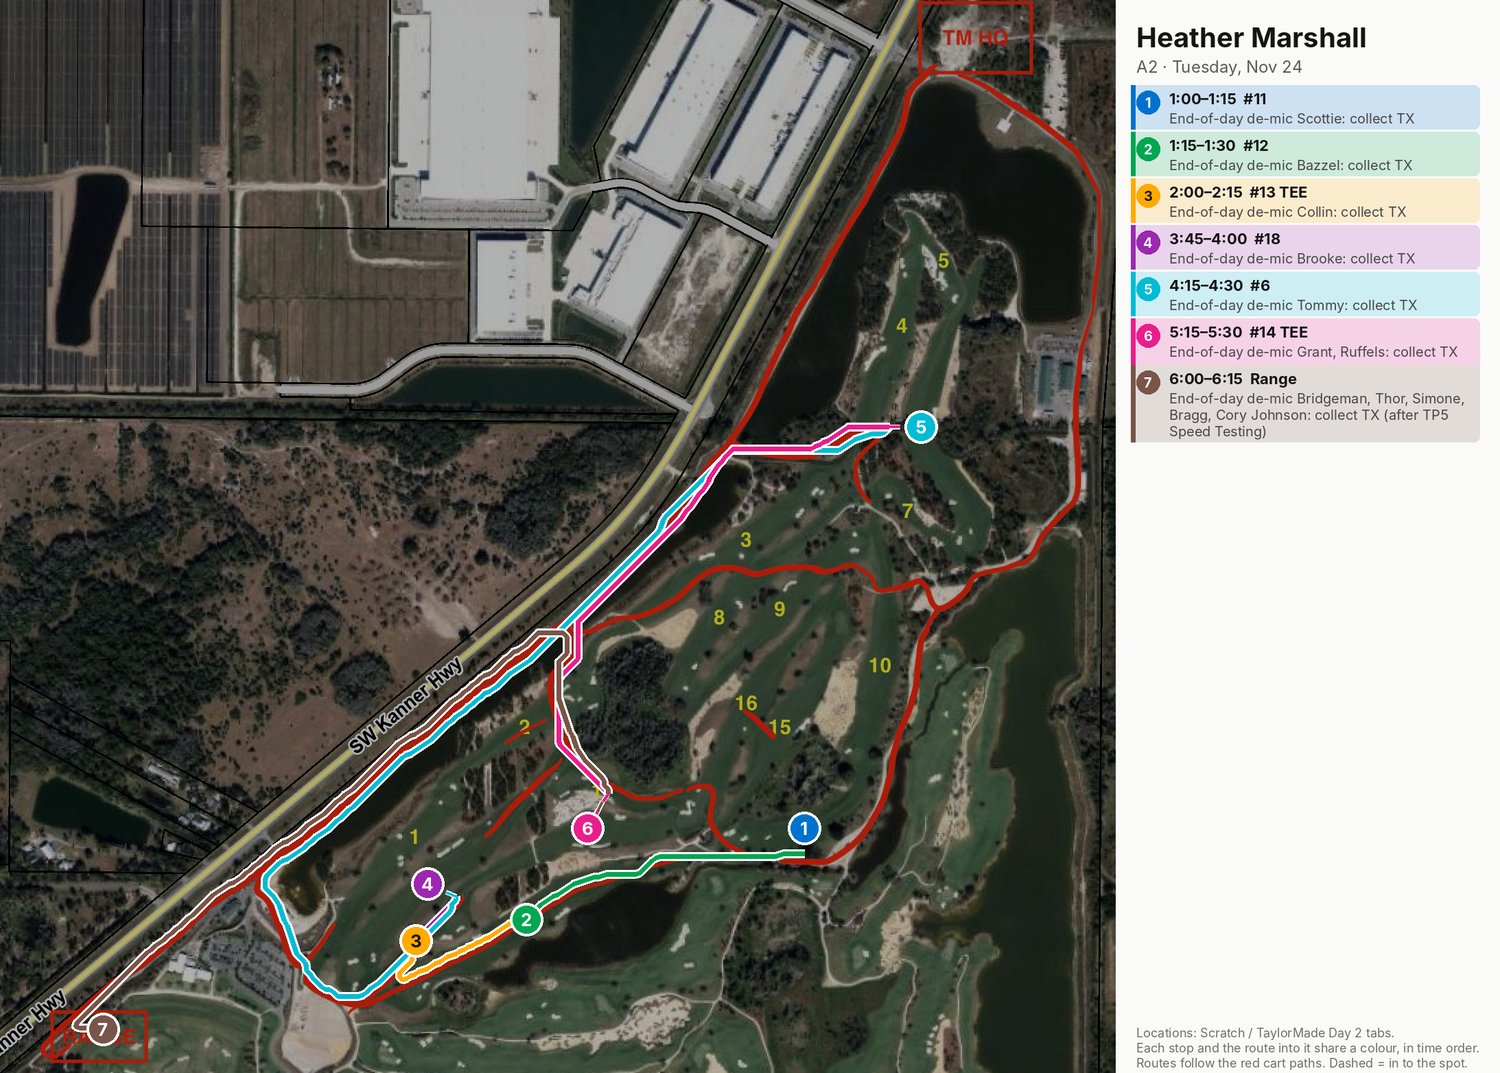 Heather Marshall
A2 · Tuesday, Nov 24
1
1:00–1:15 #11
End-of-day de-mic Scottie: collect TX
2
1:15–1:30 #12
End-of-day de-mic Bazzel: collect TX
3
2:00–2:15 #13 TEE
End-of-day de-mic Collin: collect TX
4
3:45–4:00 #18
End-of-day de-mic Brooke: collect TX
5
4:15–4:30 #6
End-of-day de-mic Tommy: collect TX
6
5:15–5:30 #14 TEE
End-of-day de-mic Grant, Ruffels: collect TX
7
6:00–6:15 Range
End-of-day de-mic Bridgeman, Thor, Simone,
Bragg, Cory Johnson: collect TX (after TP5
Speed Testing)
Locations: Scratch / TaylorMade Day 2 tabs.
Each stop and the route into it share a colour, in time order.
Routes follow the red cart paths. Dashed = in to the spot.
TM HQ
5
4
5
7
3
8
9
10
16
15
2
SW Kanner Hwy
1
6
1
4
2
3
7